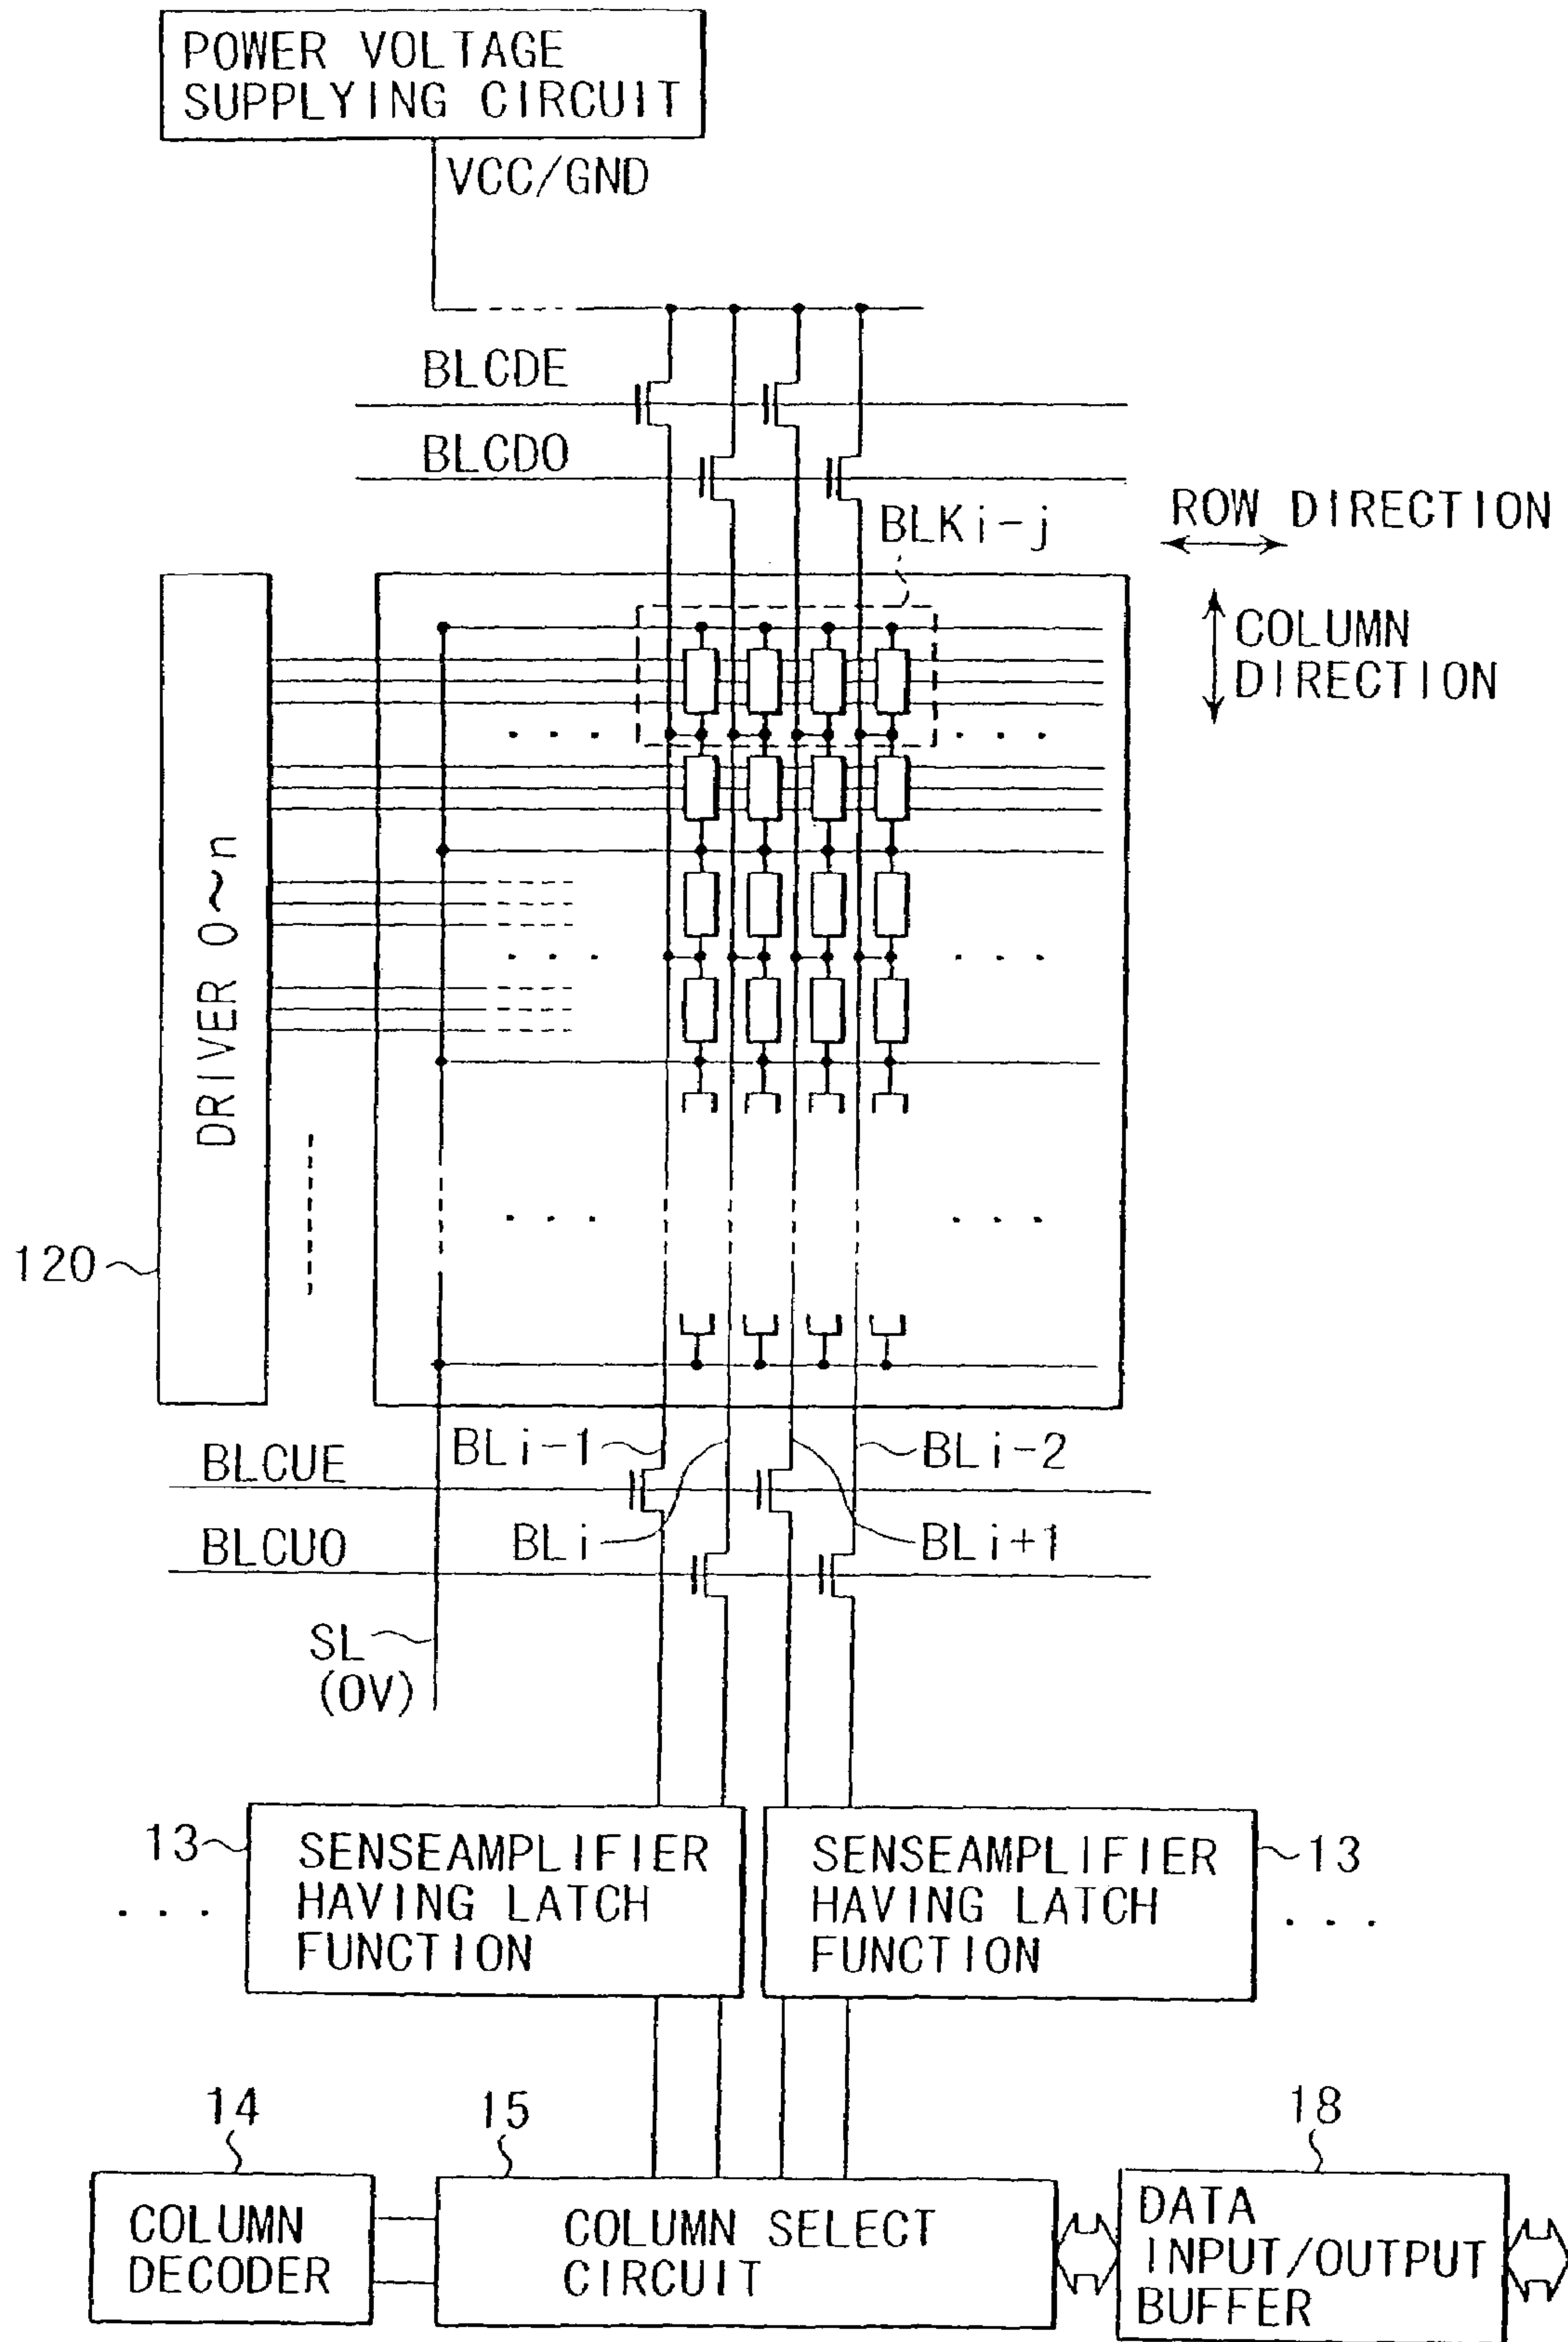 POWER VOLTAGE
SUPPLYING CIRCUIT
VCC/GND
BLCDE
BLCDO
BLKi-j
ROW DIRECTION
COLUMN
DIRECTION
DRIVER 0~n
120
BLi-1
BLi-2
BLCUE
BLi
BLi+1
BLCUO
SL
(0V)
13
SENSEAMPLIFIER
HAVING LATCH
FUNCTION
SENSEAMPLIFIER
HAVING LATCH
FUNCTION
13
14
15
18
COLUMN
DECODER
COLUMN SELECT
CIRCUIT
DATA
INPUT/OUTPUT
BUFFER